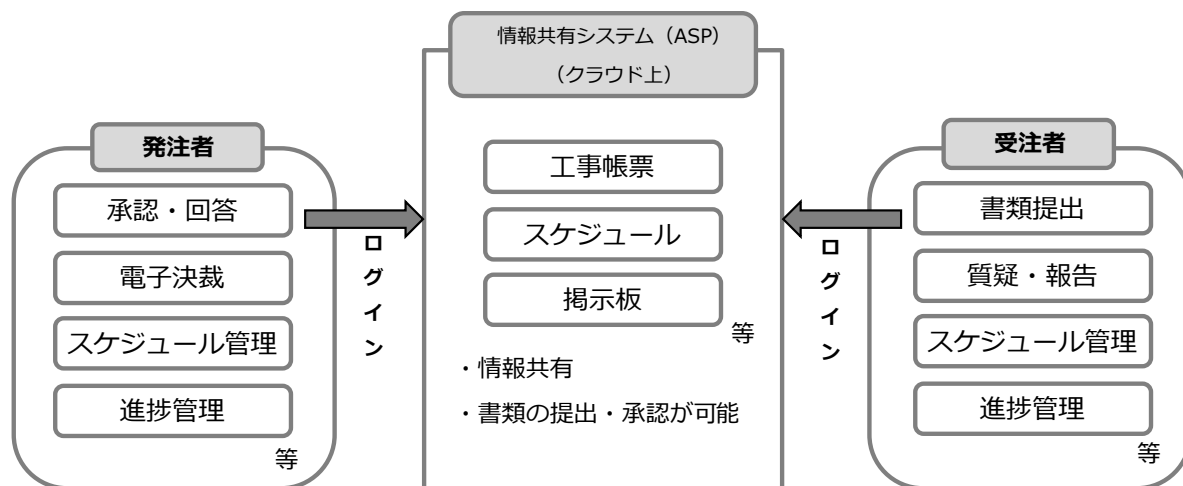 情報共有システム（ASP）
（クラウド上）
発注者
承認・回答
電子決裁
スケジュール管理
進捗管理
等
ログイン
工事帳票
スケジュール
掲示板
等
・情報共有
・書類の提出・承認が可能
ログイン
受注者
書類提出
質疑・報告
スケジュール管理
進捗管理
等